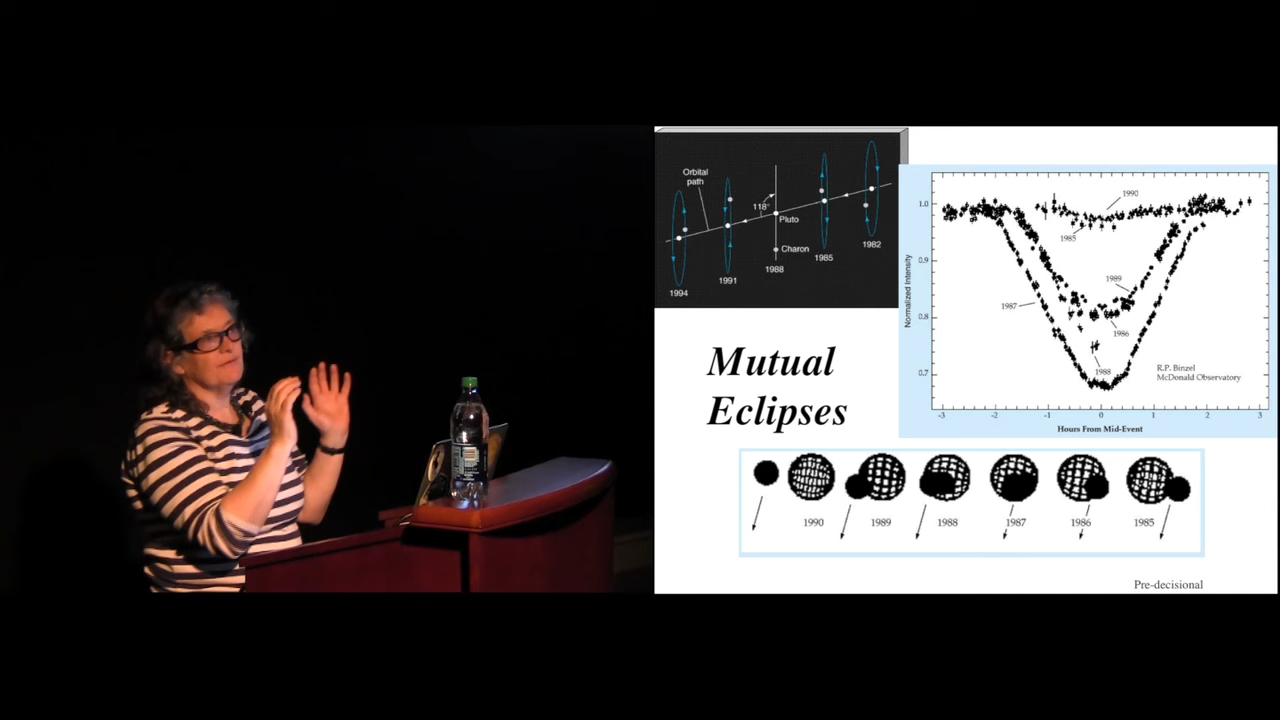 Orbital
path
118°
Pluto
Charon
1994
1991
1988
1985
1982
Mutual
Eclipses
Normalized Intensity
1.0
0.9
0.8
0.7
1990
1985
1989
1987
1986
1988
R.P. Binzel
McDonald Observatory
-3
-2
-1
0
1
2
3
Hours From Mid-Event
1990
1989
1988
1987
1986
1985
Pre-decisional